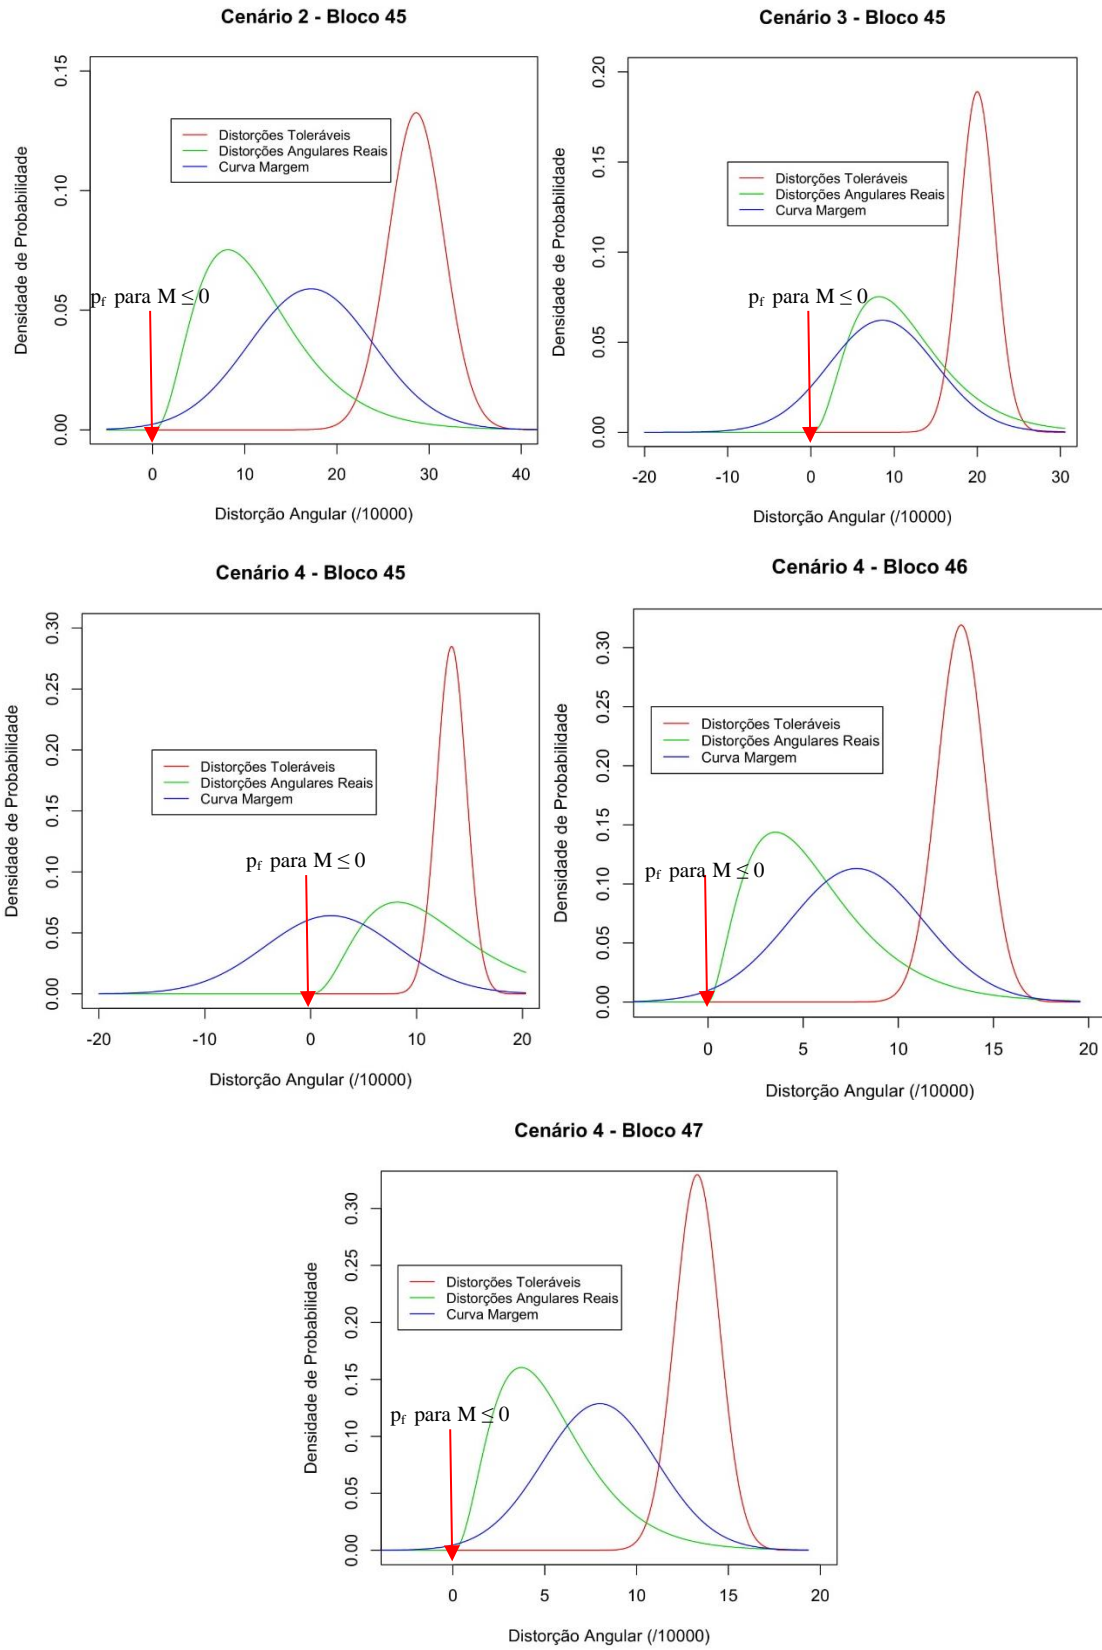 Cenário 2 - Bloco 45
Densidade de Probabilidade
0.15
0.10
0.05
0.00
Distorções Toleráveis
Distorções Angulares Reais
Curva Margem
pf para M ≤ 0
0
10
20
30
40
Distorção Angular (/10000)
Cenário 3 - Bloco 45
Densidade de Probabilidade
0.20
0.15
0.10
0.05
0.00
Distorções Toleráveis
Distorções Angulares Reais
Curva Margem
pf para M ≤ 0
-20
-10
0
10
20
30
Distorção Angular (/10000)
Cenário 4 - Bloco 45
Densidade de Probabilidade
0.30
0.25
0.20
0.15
0.10
0.05
0.00
Distorções Toleráveis
Distorções Angulares Reais
Curva Margem
pf para M ≤ 0
-20
-10
0
10
20
Distorção Angular (/10000)
Cenário 4 - Bloco 46
Densidade de Probabilidade
0.30
0.25
0.20
0.15
0.10
0.05
0.00
Distorções Toleráveis
Distorções Angulares Reais
Curva Margem
pf para M ≤ 0
0
5
10
15
20
Distorção Angular (/10000)
Cenário 4 - Bloco 47
Densidade de Probabilidade
0.30
0.25
0.20
0.15
0.10
0.05
0.00
Distorções Toleráveis
Distorções Angulares Reais
Curva Margem
pf para M ≤ 0
0
5
10
15
20
Distorção Angular (/10000)